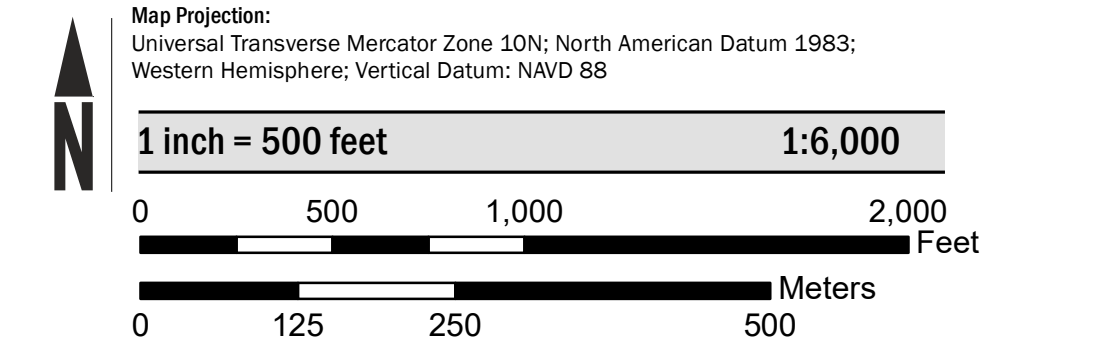 Map Projection:
Universal Transverse Mercator Zone 10N; North American Datum 1983;
Western Hemisphere; Vertical Datum: NAVD 88
N
1 inch = 500 feet 1:6,000
0 500 1,000 2,000
Feet
Meters
0 125 250 500